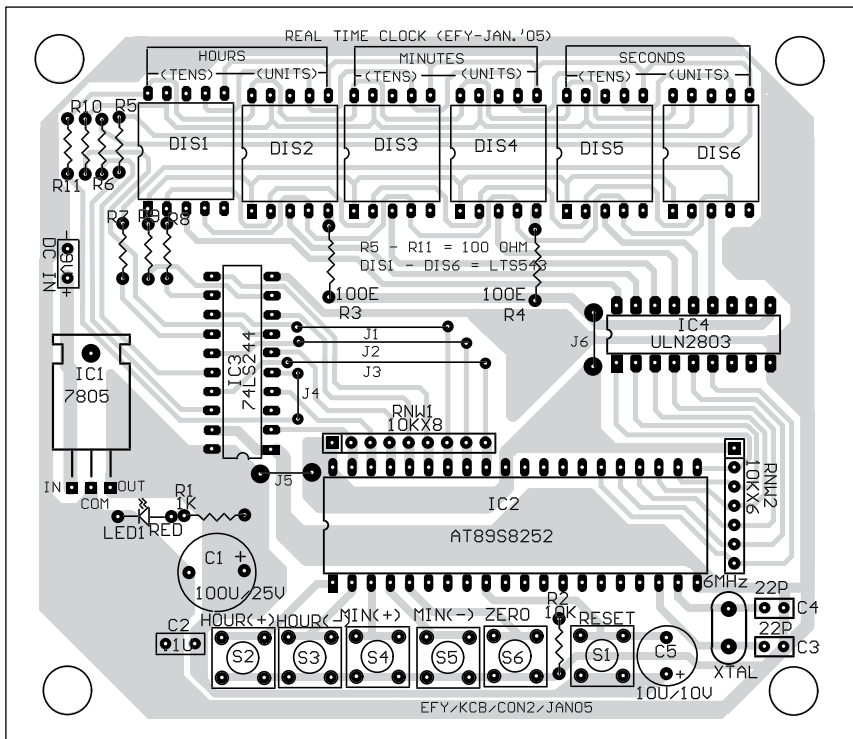 REAL TIME CLOCK (EFY-JAN.'05)
HOURS MINUTES SECONDS
(TENS) (UNITS) (TENS) (UNITS) (TENS) (UNITS)
R10 R5
DIS1 DIS2 DIS3 DIS4 DIS5 DIS6
R11 R6
R7 R9 R8
- 9V +
DC IN
R5 - R11 = 100 OHM
DIS1 - DIS6 = LTS543
100E 100E
R3 R4
J1
J2
J3
J4
J6
IC4
ULN2803
IC3
74LS244
IC1
7805
RNW1
10KX8
J5
IN COM OUT
RNW2
10KX6
R1
1K
LED1 RED
IC2
AT89S8252
C1 +
100U/25V
6MHz
22P C4
22P C3
XTAL
C2
1U
HOUR(+) HOUR(-) MIN(+) MIN(-) ZERO
R2
10K
RESET
S2 S3 S4 S5 S6 S1
C5
+
10U/10V
EFY/KCB/CON2/JAN05